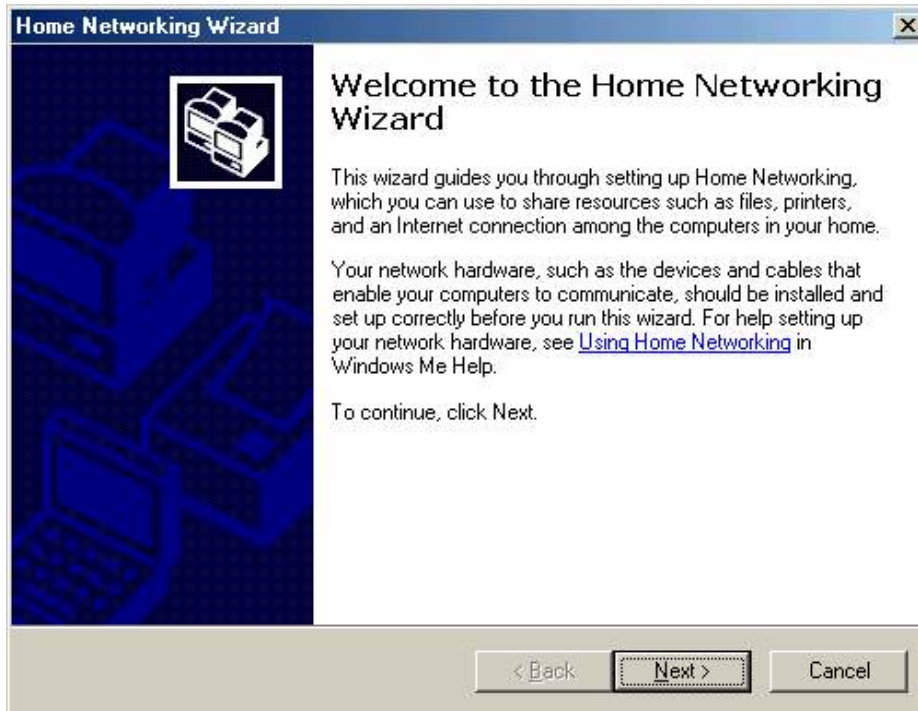 Home Networking Wizard
Welcome to the Home Networking
Wizard
This wizard guides you through setting up Home Networking,
which you can use to share resources such as files, printers,
and an Internet connection among the computers in your home.
Your network hardware, such as the devices and cables that
enable your computers to communicate, should be installed and
set up correctly before you run this wizard. For help setting up
your network hardware, see Using Home Networking in
Windows Me Help.
To continue, click Next.
< Back Next > Cancel